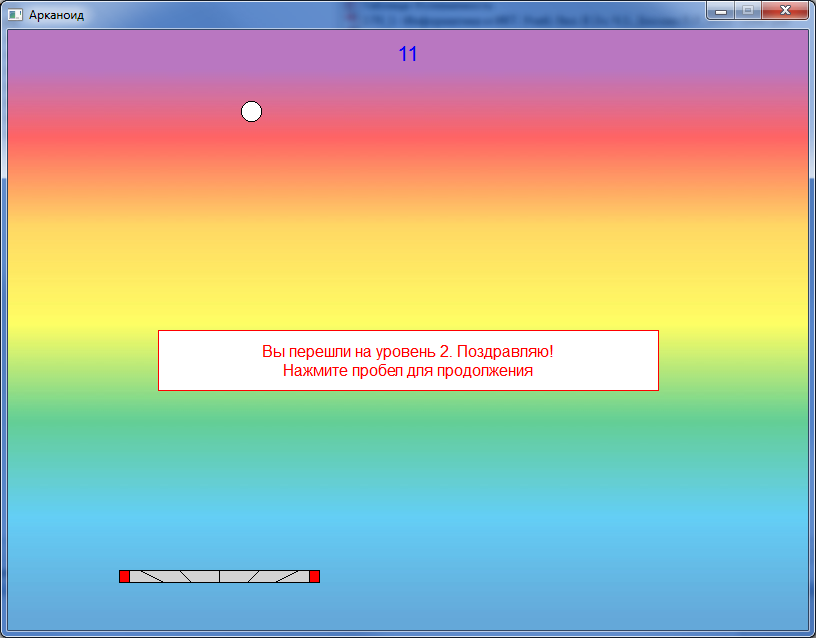 Арканоид
11
Вы перешли на уровень 2. Поздравляю!
Нажмите пробел для продолжения